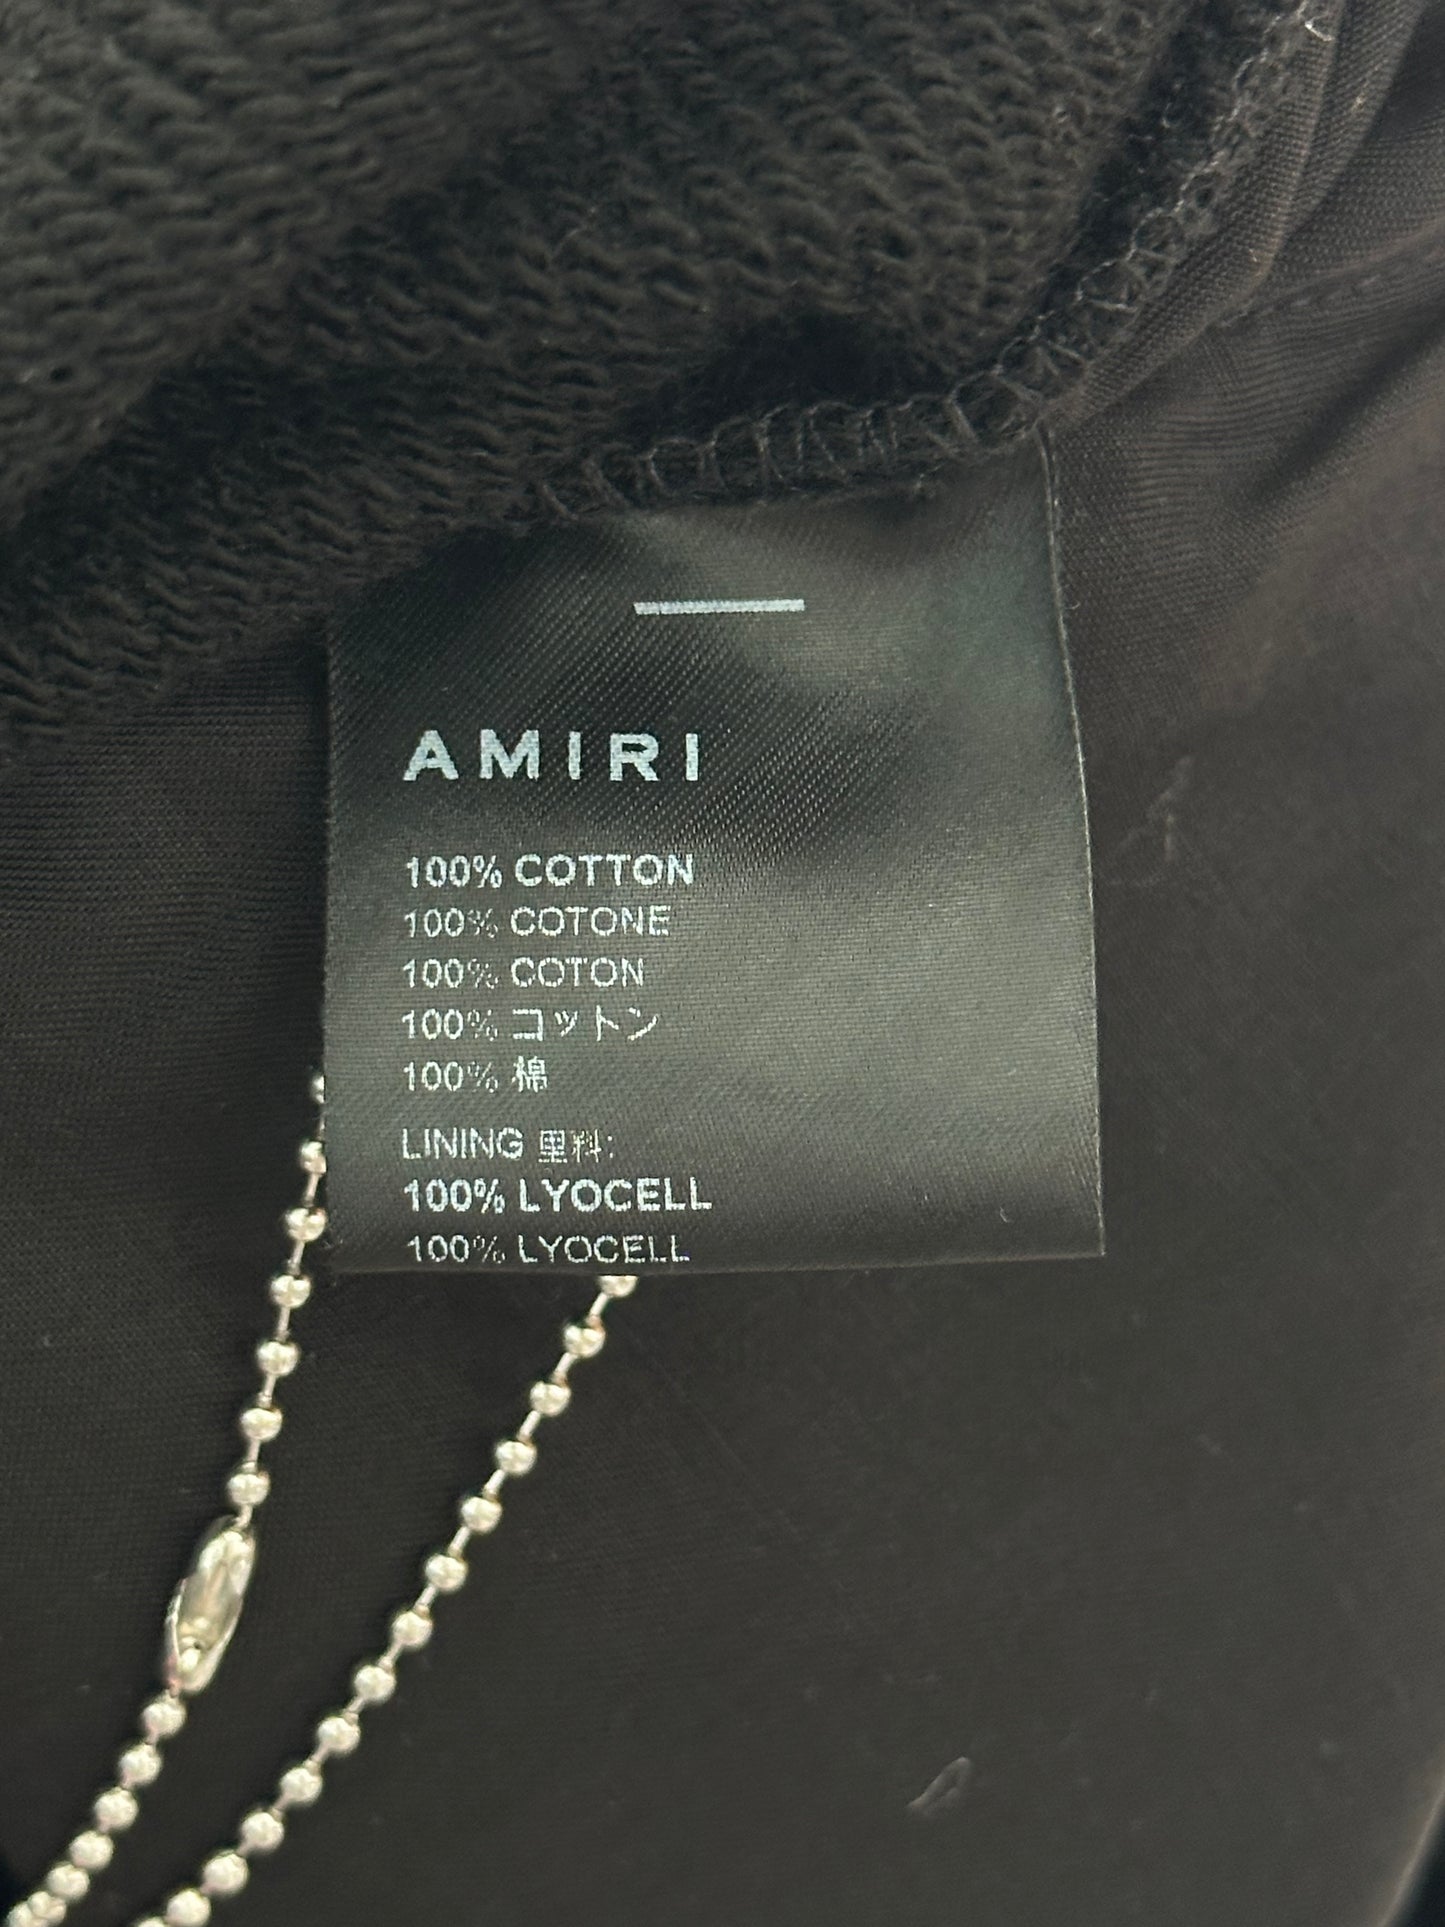 AMIRI
100% COTTON
100% COTONE
100% COTON
100% コットン
100% 棉
LINING 里料:
100% LYOCELL
100% LYOCELL